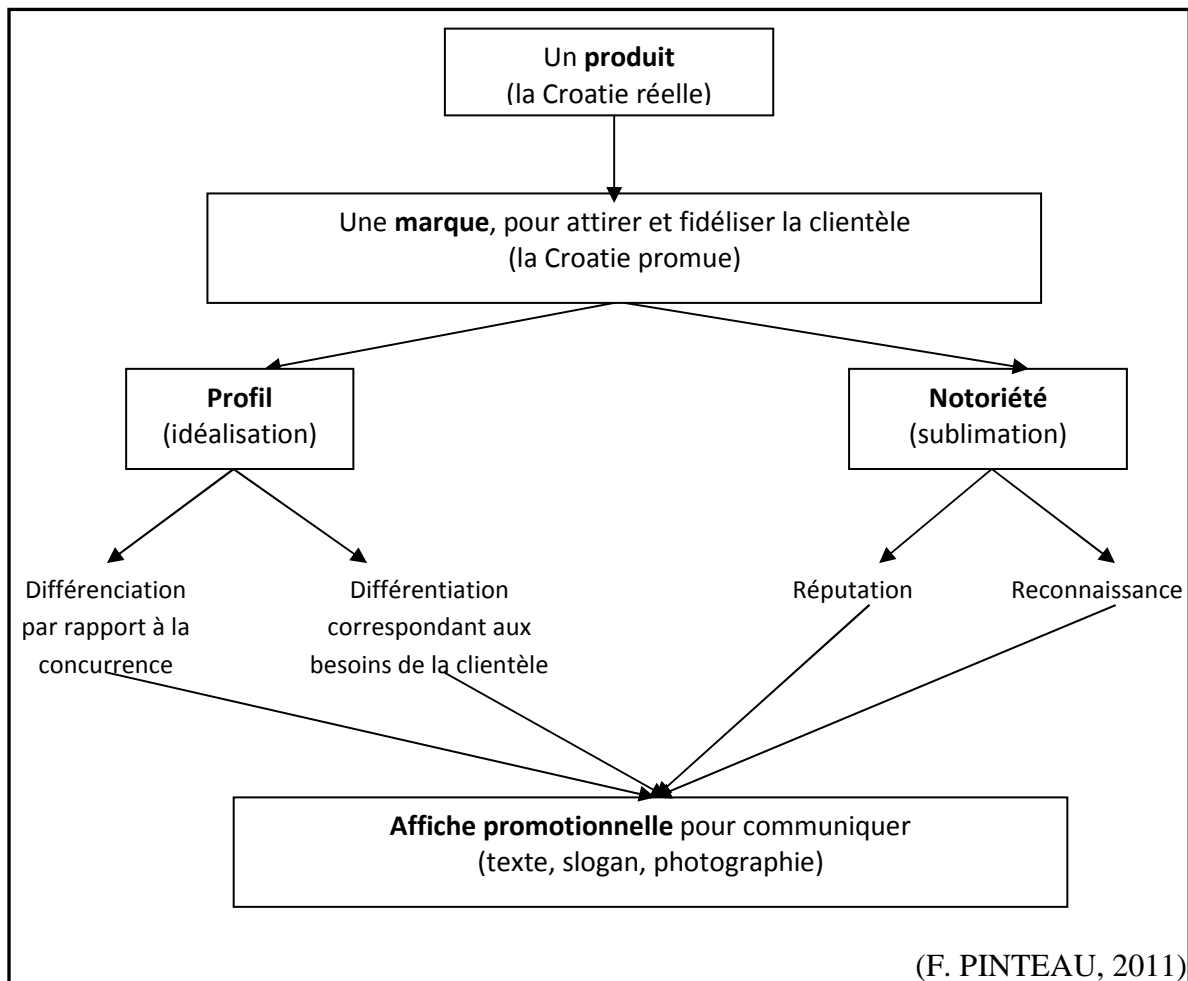 Un produit
(la Croatie réelle)
Une marque, pour attirer et fidéliser la clientèle
(la Croatie promue)
Profil
(idéalisation)
Notoriété
(sublimation)
Différenciation
par rapport à la
concurrence
Différentiation
correspondant aux
besoins de la clientèle
Réputation
Reconnaissance
Affiche promotionnelle pour communiquer
(texte, slogan, photographie)
(F. PINTEAU, 2011)